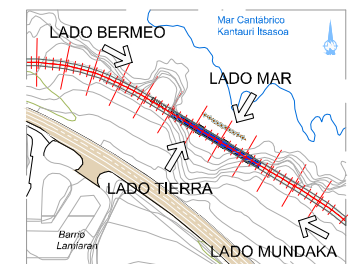 Mar Cantábrico
Kantauri Itsasoa
LADO BERMEO
LADO MAR
LADO TIERRA
Barrio
Lamiaran
LADO MUNDAKA